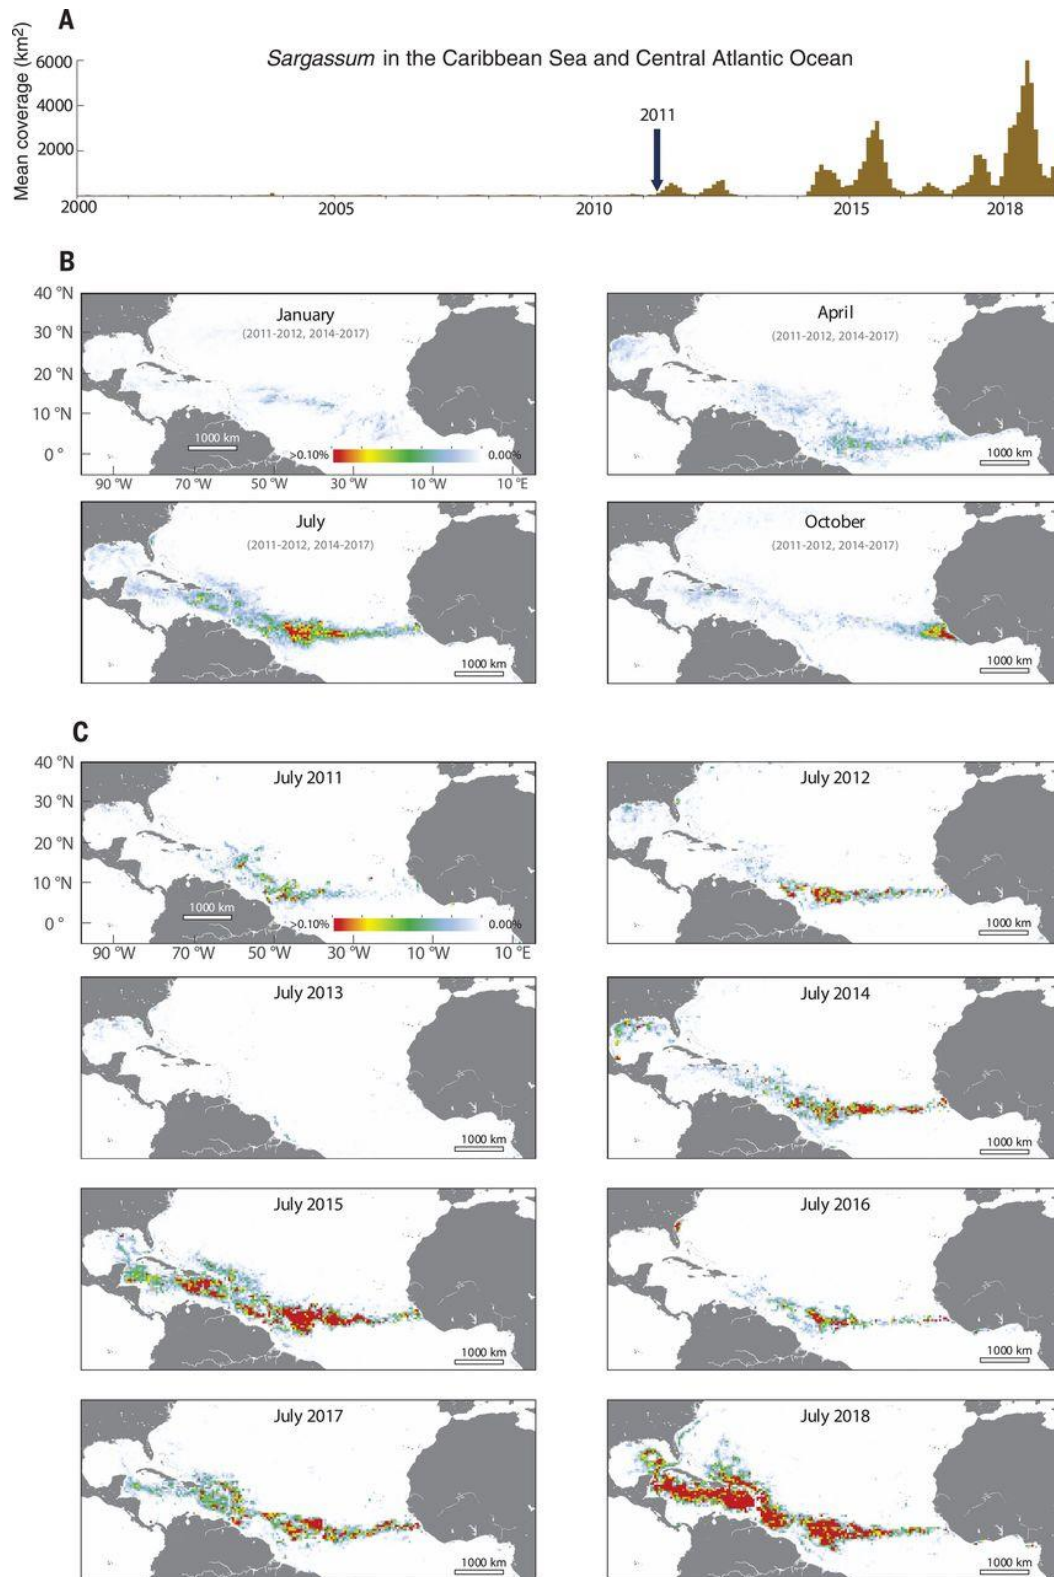 A
Sargassum in the Caribbean Sea and Central Atlantic Ocean
Mean coverage (km²)
6000
4000
2000
2011
2000 2005 2010 2015 2018
B
40 °N
30 °N
20 °N
10 °N
0 °
January
(2011-2012, 2014-2017)
1000 km
>0.10% 0.00%
90 °W 70 °W 50 °W 30 °W 10 °W 10 °E
April
(2011-2012, 2014-2017)
1000 km
July
(2011-2012, 2014-2017)
1000 km
October
(2011-2012, 2014-2017)
1000 km
C
40 °N
30 °N
20 °N
10 °N
0 °
July 2011
1000 km
>0.10% 0.00%
90 °W 70 °W 50 °W 30 °W 10 °W 10 °E
July 2012
1000 km
July 2013
1000 km
July 2014
1000 km
July 2015
1000 km
July 2016
1000 km
July 2017
1000 km
July 2018
1000 km